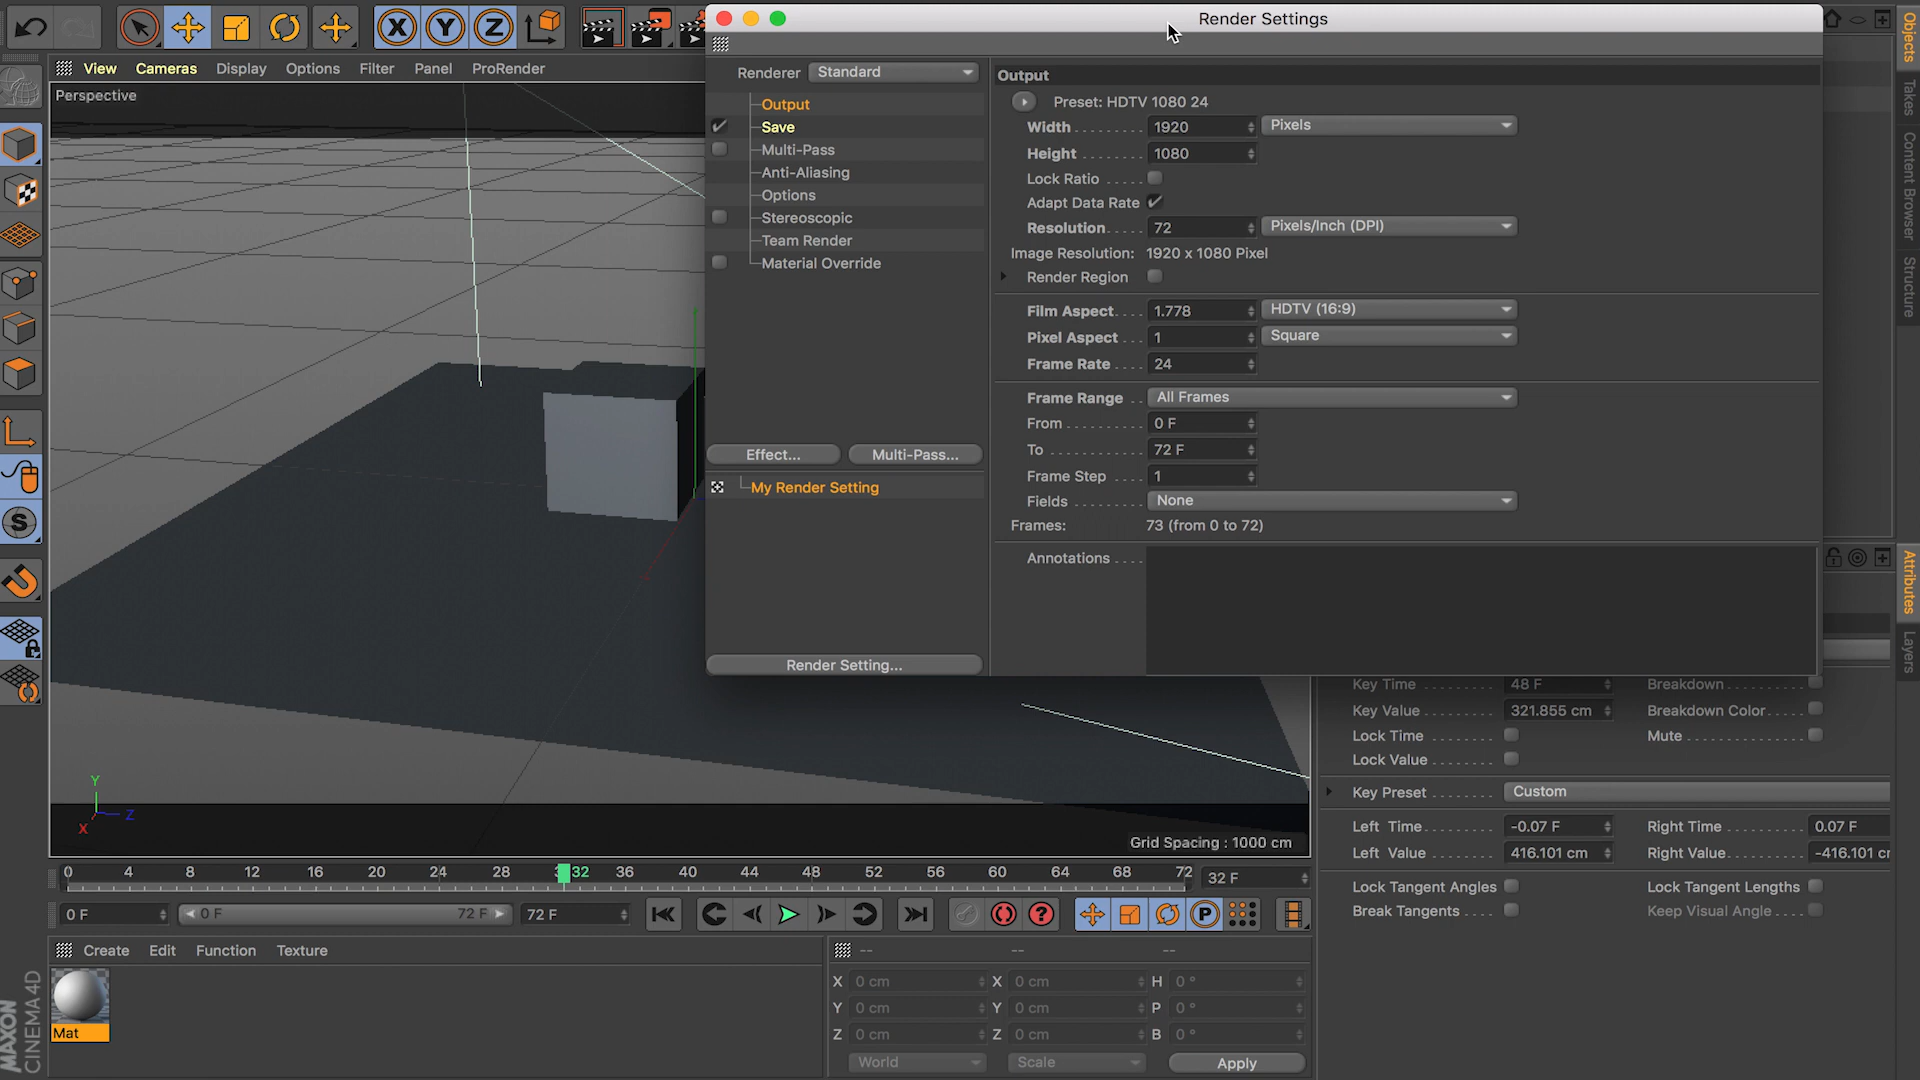 Render Settings
X
Y
Z
View
Cameras
Display
Options
Filter
Panel
ProRender
Renderer
Standard
Perspective
Output
Save
Multi-Pass
Anti-Aliasing
Options
Stereoscopic
Team Render
Material Override
Effect...
Multi-Pass...
My Render Setting
Render Setting...
Output
Preset: HDTV 1080 24
Width . . . . . . . . . 1920 Pixels
Height . . . . . . . . 1080
Lock Ratio . . . . .
Adapt Data Rate
Resolution. . . . . 72 Pixels/Inch (DPI)
Image Resolution: 1920 x 1080 Pixel
Render Region
Film Aspect. . . . 1.778 HDTV (16:9)
Pixel Aspect . . . 1 Square
Frame Rate . . . . 24
Frame Range . . All Frames
From . . . . . . . . . . 0 F
To . . . . . . . . . . . . 72 F
Frame Step . . . . 1
Fields . . . . . . . . . None
Frames: 73 (from 0 to 72)
Annotations . . . .
Objects
Takes
Content Browser
Structure
Attributes
Layers
Key Time . . . . . . . . 48 F Breakdown. . . . . . . . .
Key Value . . . . . . . . 321.855 cm Breakdown Color. . . . .
Lock Time . . . . . . . . Mute . . . . . . . . . . . . . . .
Lock Value . . . . . . .
Key Preset . . . . . . . Custom
Left Time. . . . . . . . . -0.07 F Right Time . . . . . . . . . . 0.07 F
Left Value . . . . . . . . 416.101 cm Right Value. . . . . . . . . . -416.101 cr
Lock Tangent Angles Lock Tangent Lengths
Break Tangents . . . . Keep Visual Angle . . . .
Y
Z
X
Grid Spacing : 1000 cm
0 4 8 12 16 20 24 28 32 36 40 44 48 52 56 60 64 68 72 32 F
0 F 0 F 72 F 72 F
P
S
Create Edit Function Texture
Mat
MAXON
CINEMA 4D
-- -- --
X 0 cm X 0 cm H 0 °
Y 0 cm Y 0 cm P 0 °
Z 0 cm Z 0 cm B 0 °
World Scale Apply